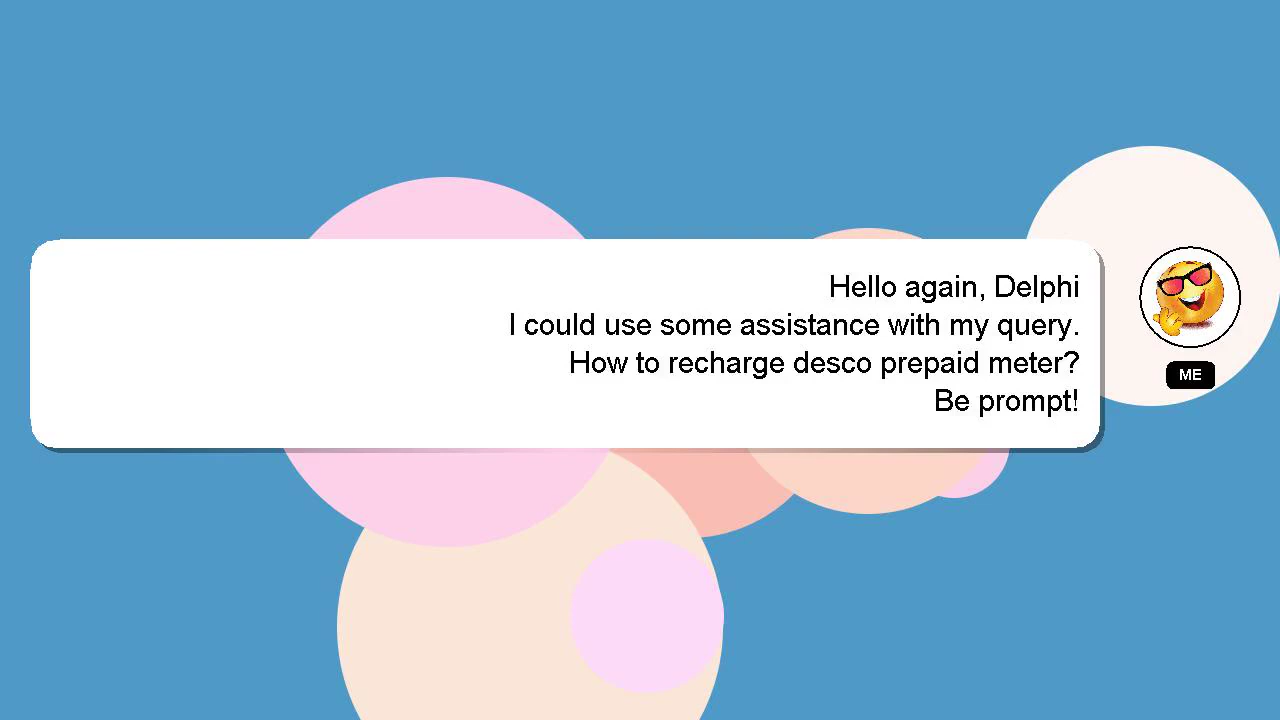 Hello again, Delphi
I could use some assistance with my query.
How to recharge desco prepaid meter?
Be prompt!
ME